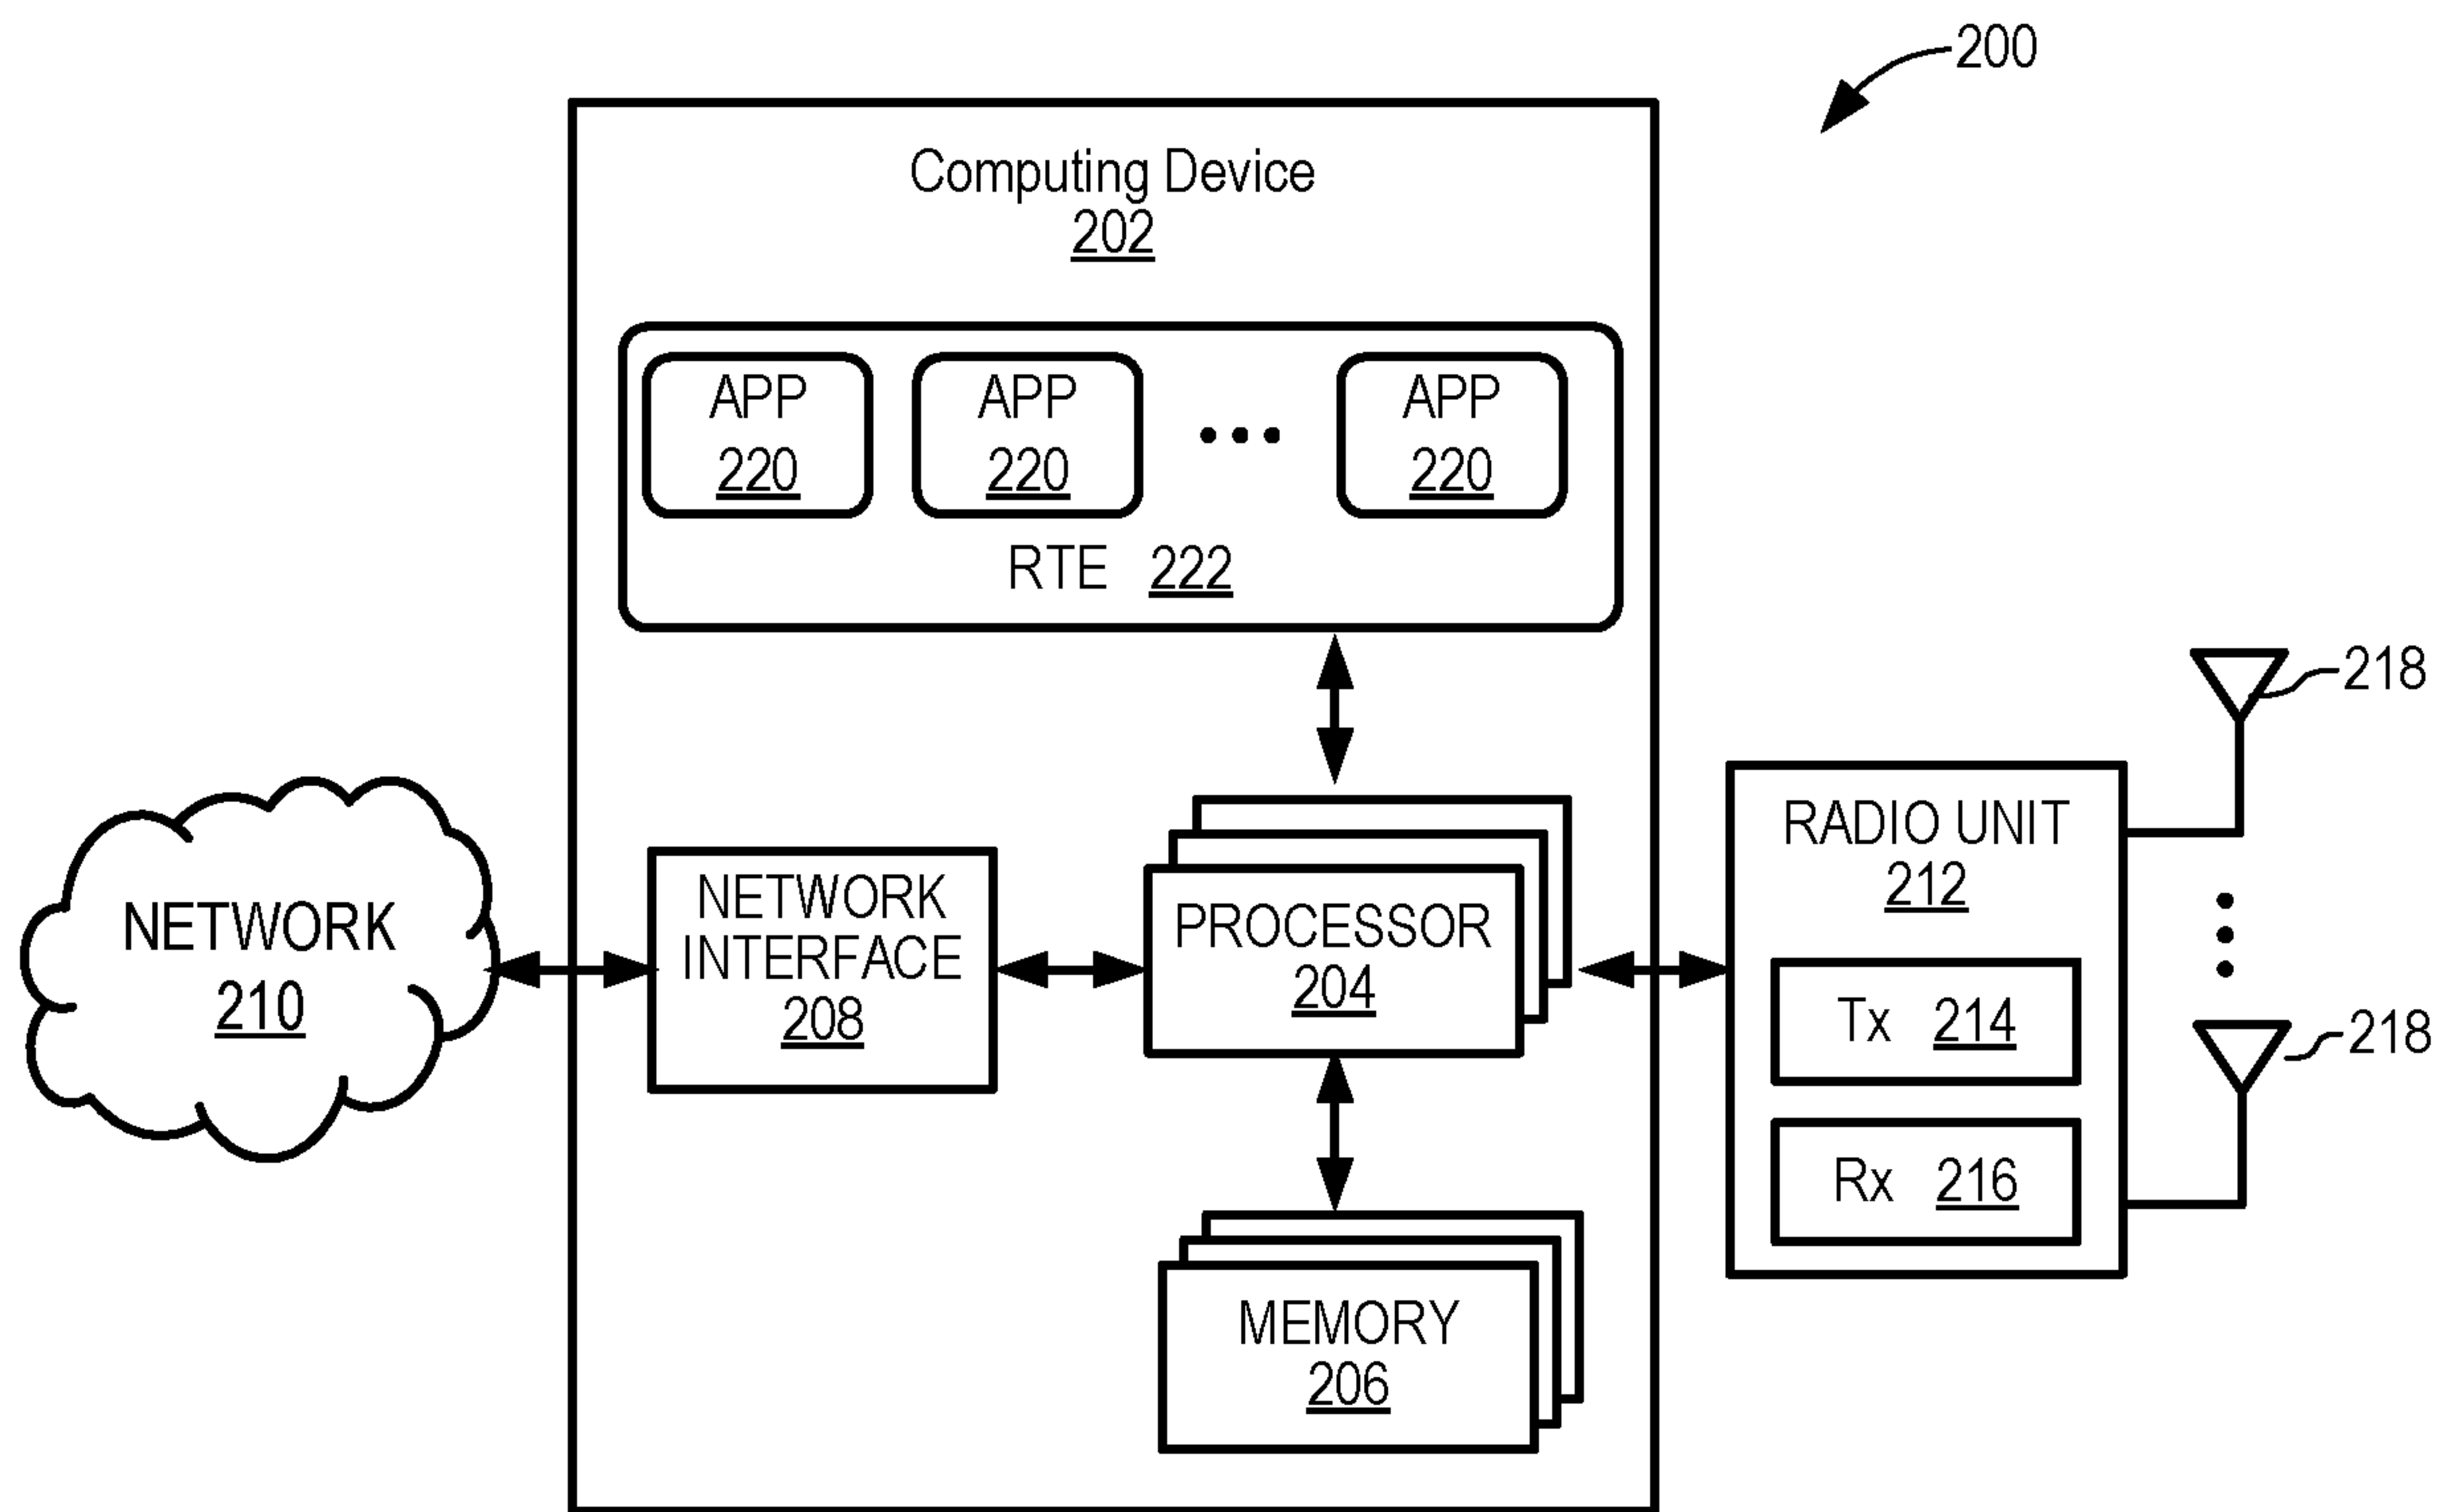 200
Computing Device
202
APP
220
APP
220
APP
220
RTE 222
218
NETWORK
210
NETWORK
INTERFACE
208
PROCESSOR
204
RADIO UNIT
212
Tx 214
Rx 216
218
MEMORY
206